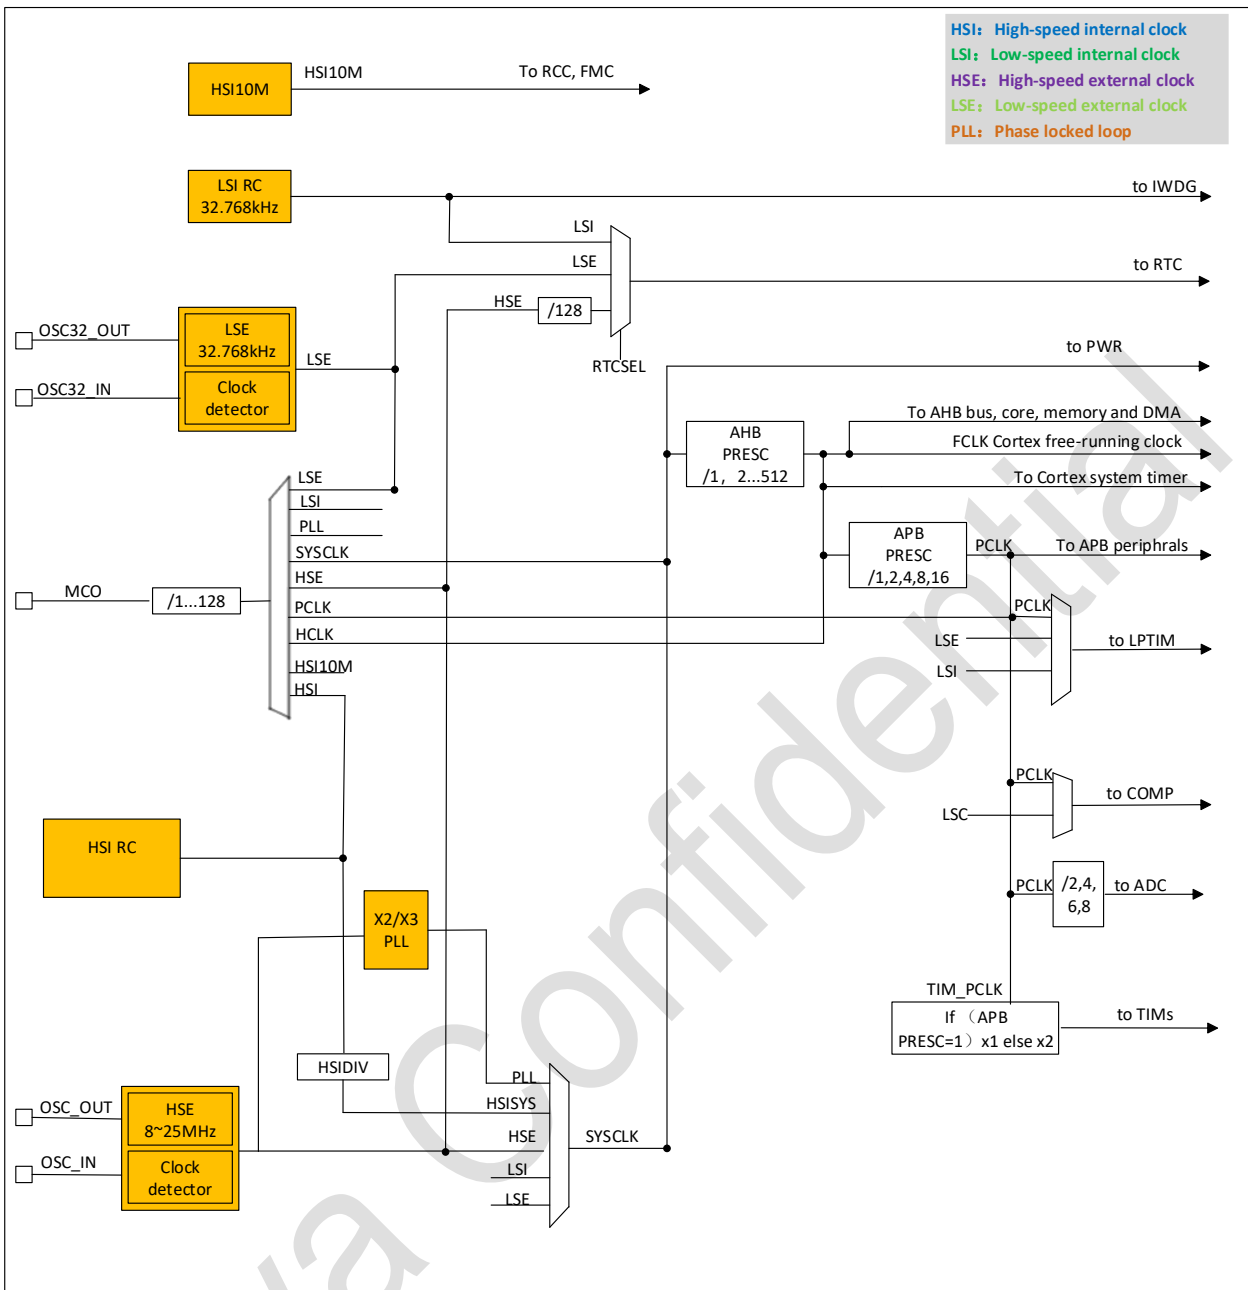 HSI：High-speed internal clock
LSI：Low-speed internal clock
HSE：High-speed external clock
LSE：Low-speed external clock
PLL：Phase locked loop
HSI10M
HSI10M
To RCC, FMC
LSI RC
32.768kHz
to IWDG
LSI
LSE
HSE
/128
to RTC
RTCSEL
OSC32_OUT
OSC32_IN
LSE
32.768kHz
Clock
detector
LSE
to PWR
AHB
PRESC
/1，2...512
To AHB bus, core, memory and DMA
FCLK Cortex free-running clock
To Cortex system timer
APB
PRESC
/1,2,4,8,16
PCLK
To APB periphrals
LSE
LSI
PLL
SYSCLK
HSE
PCLK
HCLK
HSI10M
HSI
MCO
/1...128
PCLK
LSE
LSI
to LPTIM
PCLK
LSC
to COMP
HSI RC
PCLK
/2,4,
6,8
to ADC
X2/X3
PLL
TIM_PCLK
If （APB
PRESC=1）x1 else x2
to TIMs
HSIDIV
OSC_OUT
OSC_IN
HSE
8~25MHz
Clock
detector
PLL
HSISYS
HSE
LSI
LSE
SYSCLK
Confidential